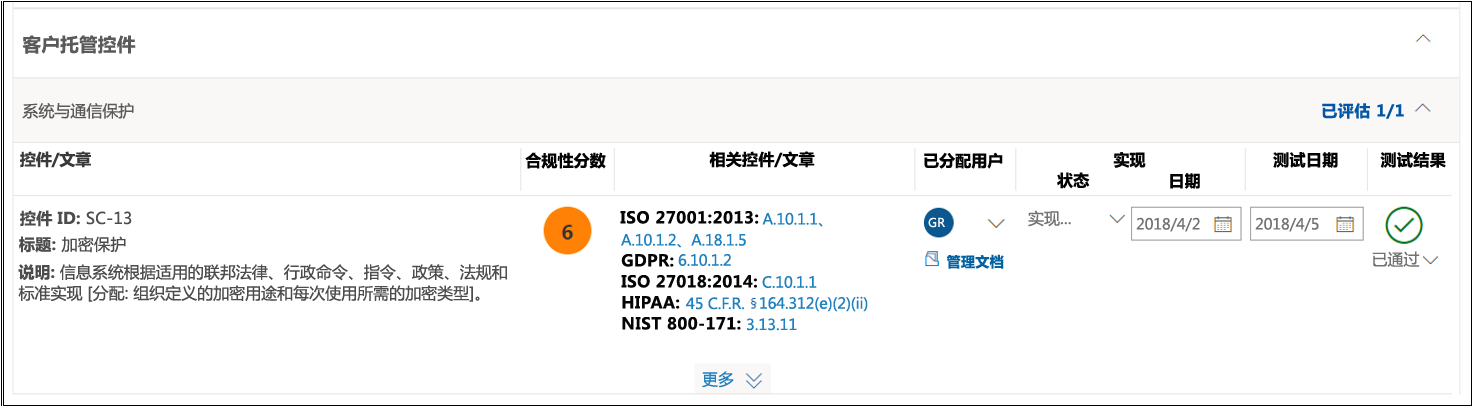 客户托管控件
系统与通信保护
已评估 1/1
控件/文章
合规性分数
相关控件/文章
已分配用户
实现
状态
日期
测试日期
测试结果
控件 ID: SC-13
标题: 加密保护
说明: 信息系统根据适用的联邦法律、行政命令、指令、政策、法规和
标准实现 [分配: 组织定义的加密用途和每次使用所需的加密类型]。
6
ISO 27001:2013: A.10.1.1、
A.10.1.2、A.18.1.5
GDPR: 6.10.1.2
ISO 27018:2014: C.10.1.1
HIPAA: 45 C.F.R. §164.312(e)(2)(ii)
NIST 800-171: 3.13.11
更多
GR
管理文档
实现...
2018/4/2
2018/4/5
已通过